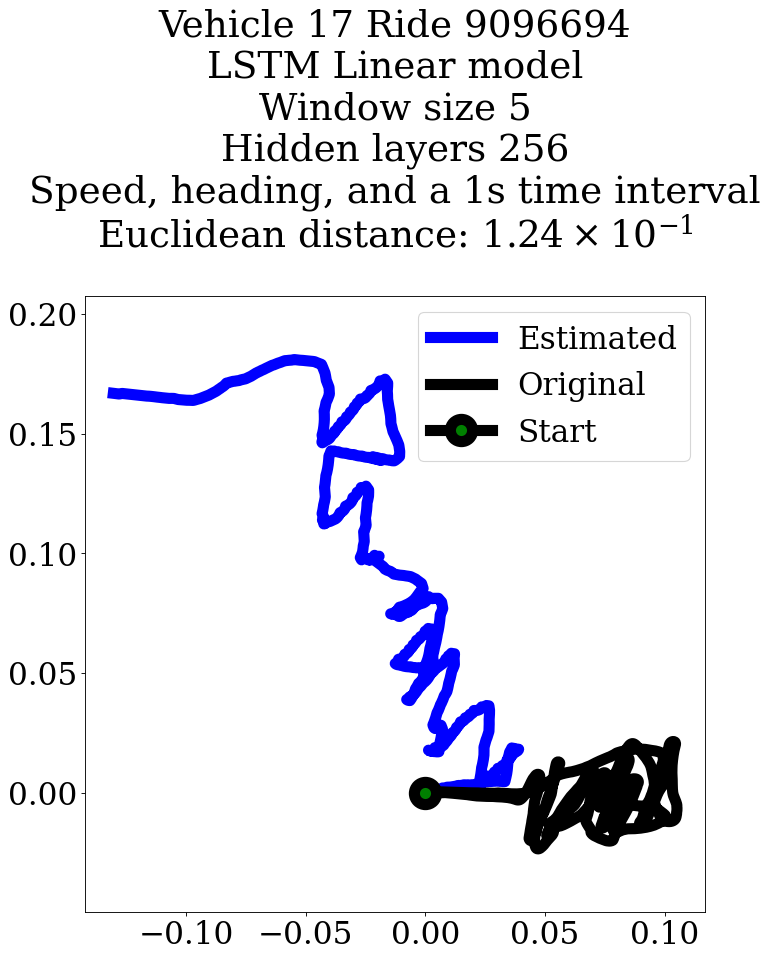 Vehicle 17 Ride 9096694
LSTM Linear model
Window size 5
Hidden layers 256
Speed, heading, and a 1s time interval
Euclidean distance: 1.24 × 10⁻¹
0.20
0.15
0.10
0.05
0.00
Estimated
Original
Start
−0.10 −0.05 0.00 0.05 0.10